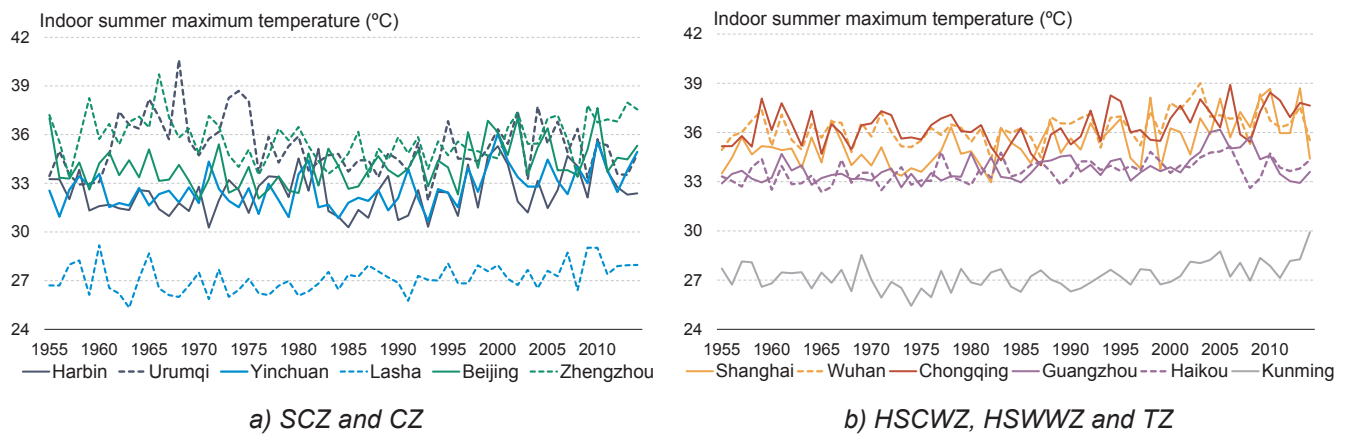 Indoor summer maximum temperature (ºC)
42
39
36
33
30
27
24
1955 1960 1965 1970 1975 1980 1985 1990 1995 2000 2005 2010
Harbin Urumqi Yinchuan Lasha Beijing Zhengzhou
a) SCZ and CZ
Indoor summer maximum temperature (ºC)
42
39
36
33
30
27
24
1955 1960 1965 1970 1975 1980 1985 1990 1995 2000 2005 2010
Shanghai Wuhan Chongqing Guangzhou Haikou Kunming
b) HSCWZ, HSWWZ and TZ